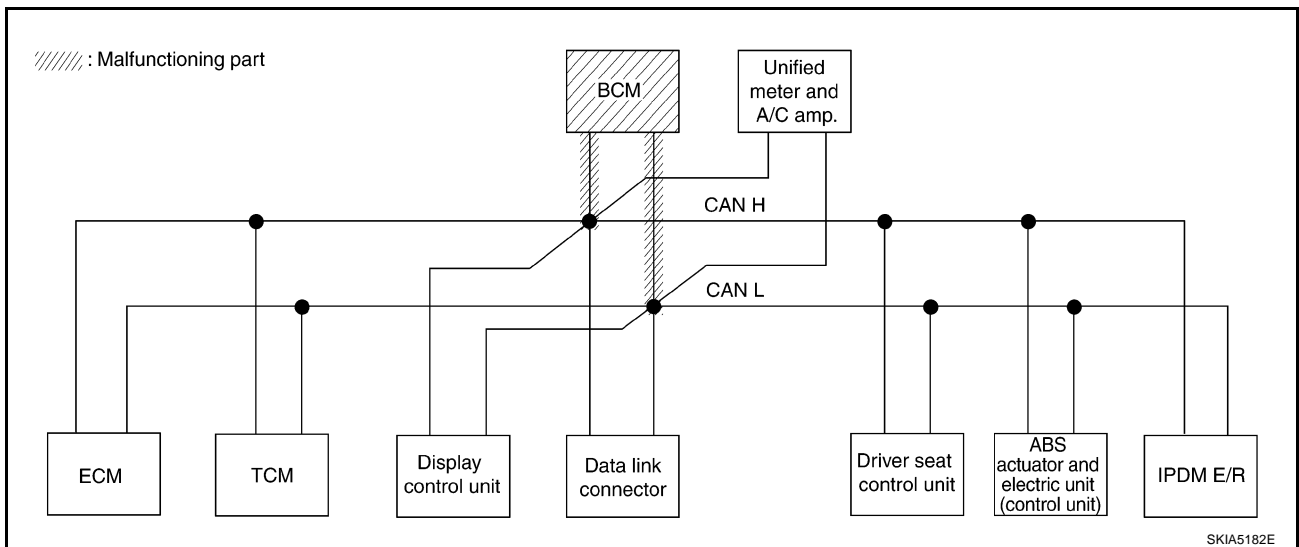 : Malfunctioning part
BCM
Unified
meter and
A/C amp.
CAN H
CAN L
ECM
TCM
Display
control unit
Data link
connector
Driver seat
control unit
ABS
actuator and
electric unit
(control unit)
IPDM E/R
SKIA5182E